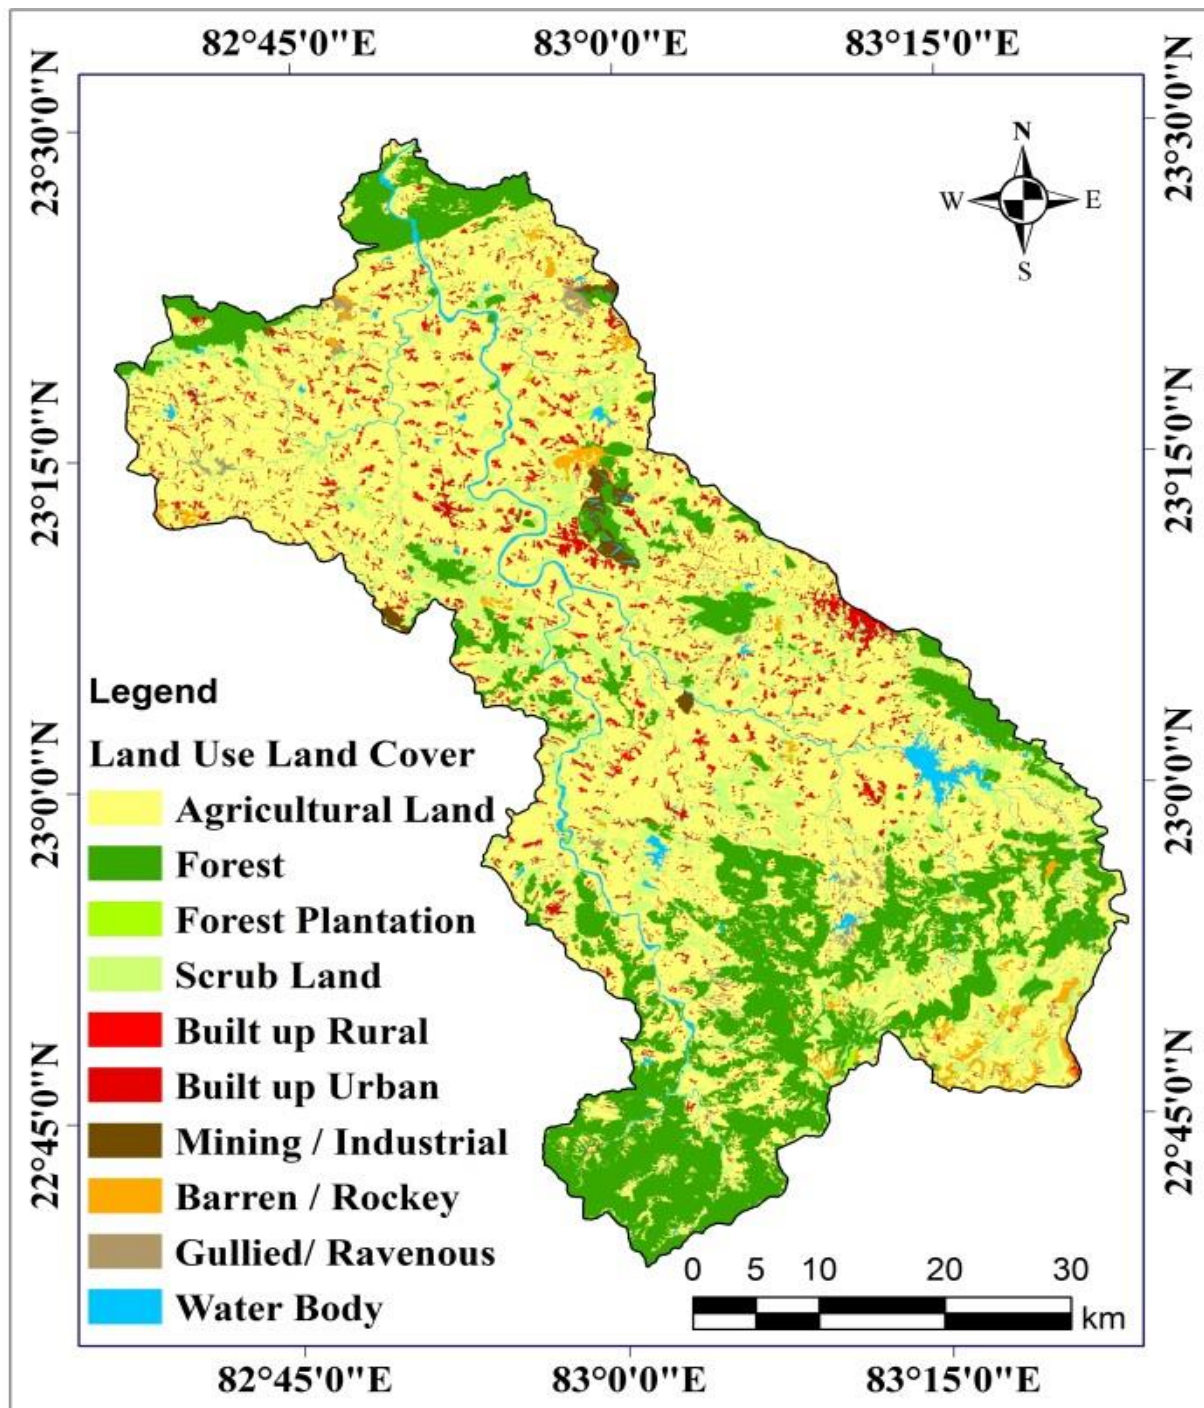 82°45'0"E 83°0'0"E 83°15'0"E
23°30'0"N 23°30'0"N
N
W E
S
23°15'0"N 23°15'0"N
Legend
Land Use Land Cover
23°0'0"N 23°0'0"N
Agricultural Land
Forest
Forest Plantation
Scrub Land
Built up Rural
Built up Urban
22°45'0"N 22°45'0"N
Mining / Industrial
Barren / Rockey
Gullied/ Ravenous
Water Body
0 5 10 20 30
km
82°45'0"E 83°0'0"E 83°15'0"E